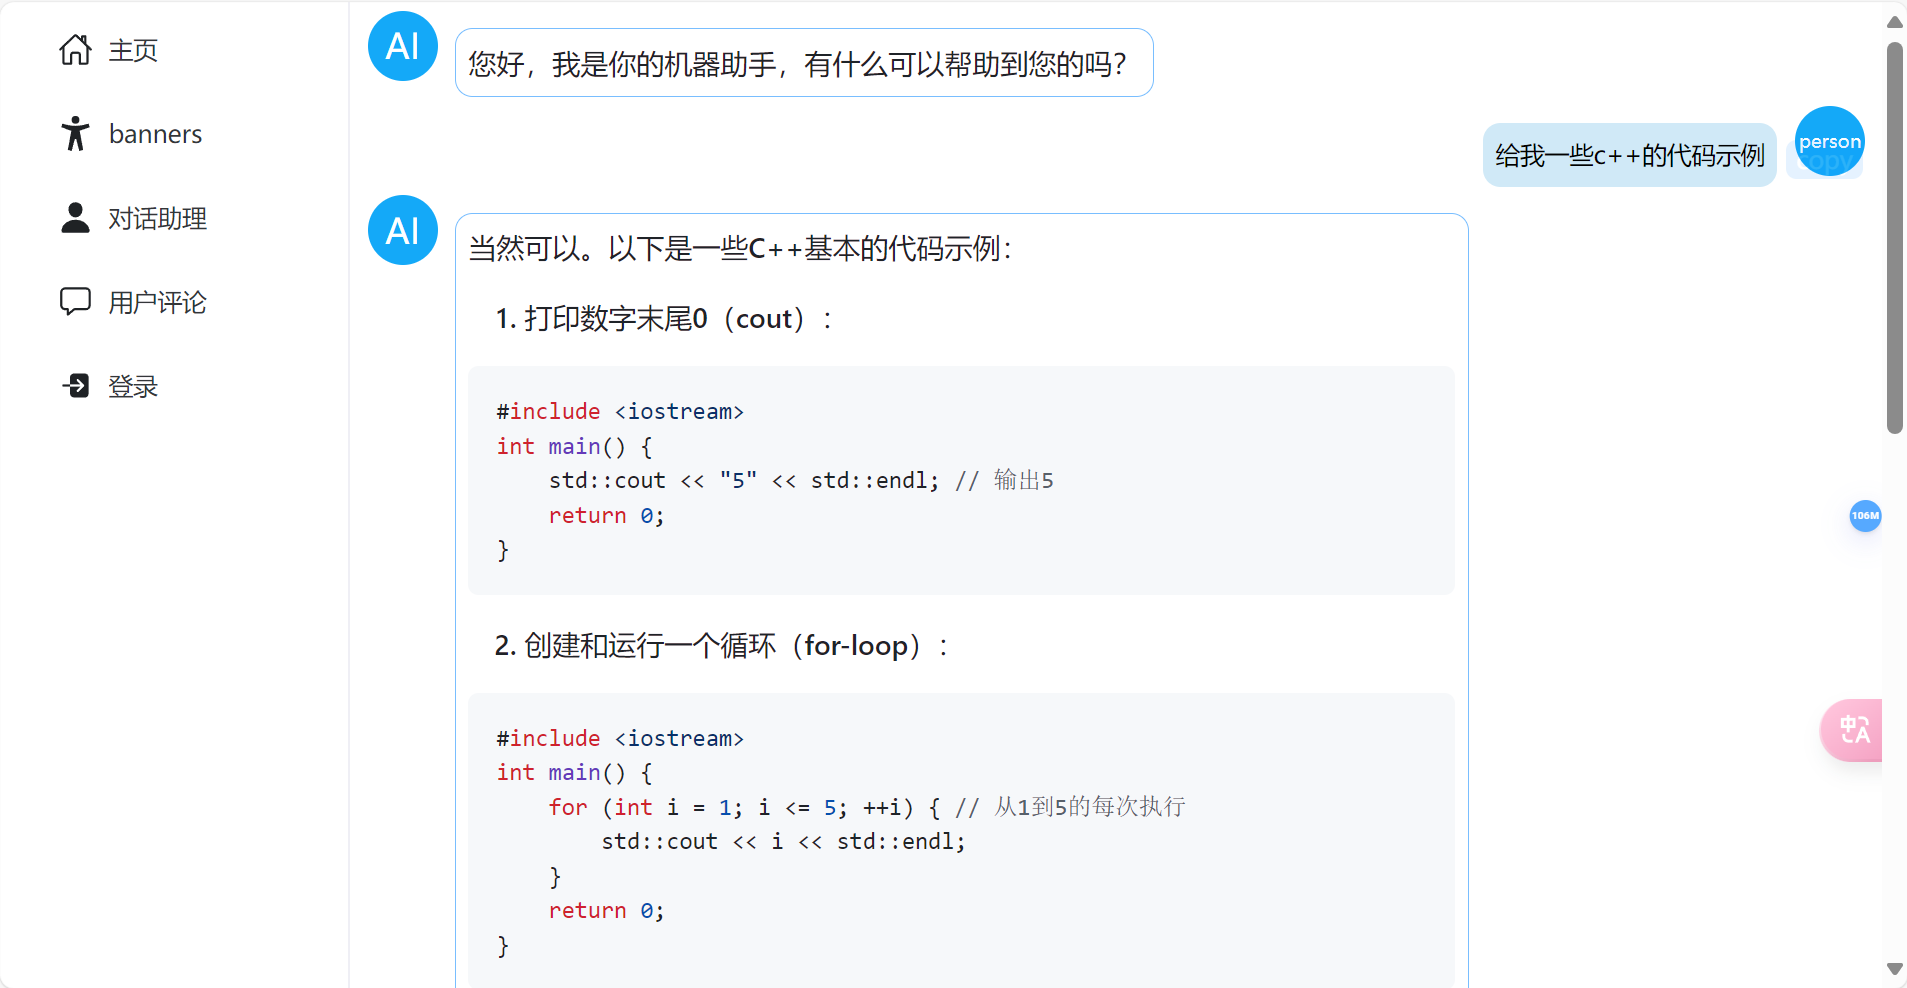 主页
banners
对话助理
用户评论
登录
AI
您好，我是你的机器助手，有什么可以帮助到您的吗？
给我一些c++的代码示例
person
copy
AI
当然可以。以下是一些C++基本的代码示例：
1. 打印数字末尾0（cout）：
#include <iostream>
int main() {
    std::cout << "5" << std::endl; // 输出5
    return 0;
}
2. 创建和运行一个循环（for-loop）：
#include <iostream>
int main() {
    for (int i = 1; i <= 5; ++i) { // 从1到5的每次执行
        std::cout << i << std::endl;
    }
    return 0;
}
106M
中A